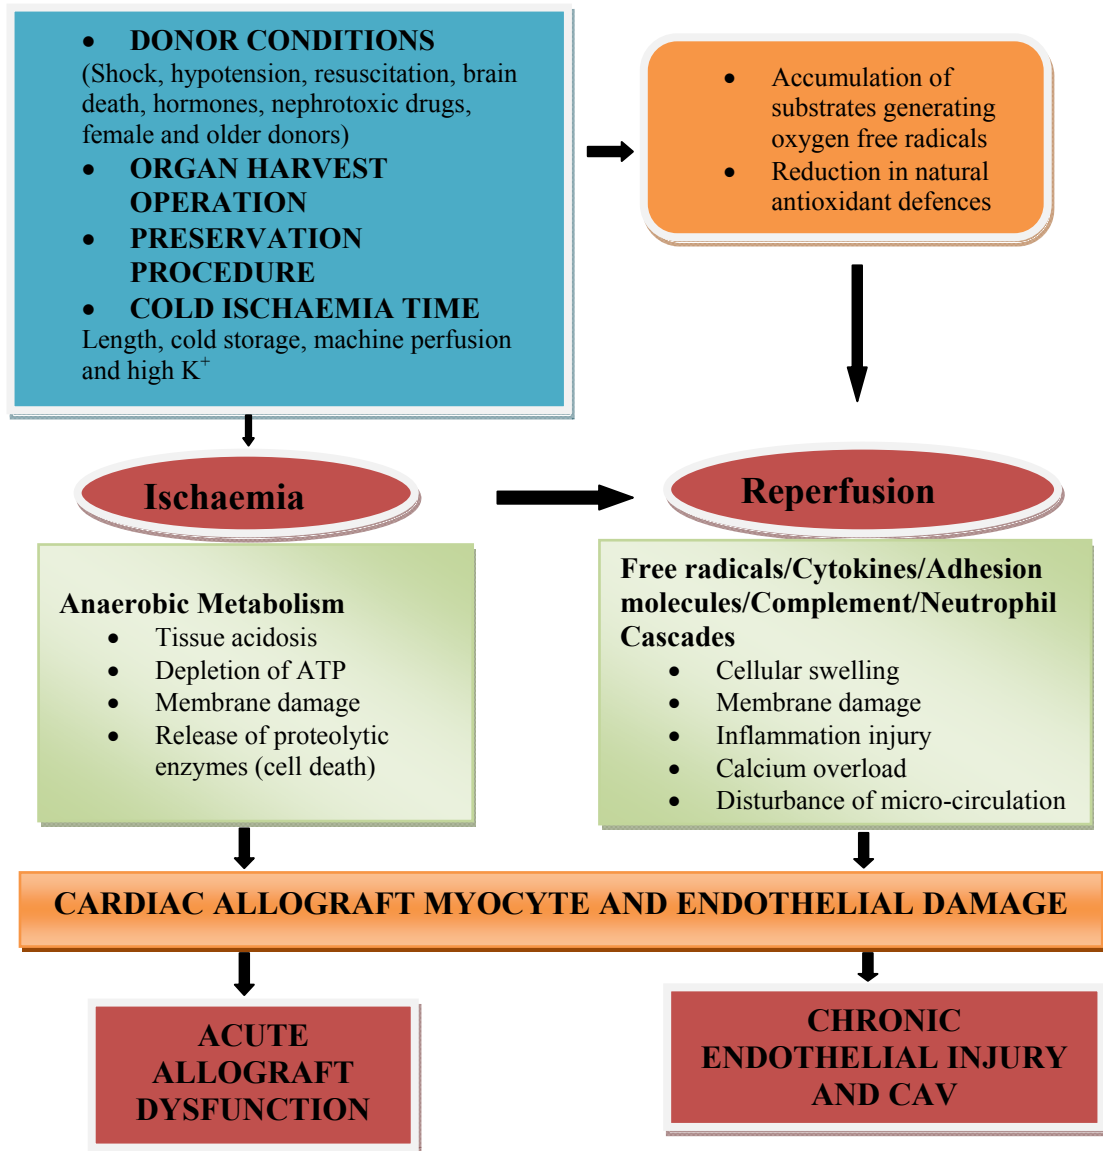 • DONOR CONDITIONS
(Shock, hypotension, resuscitation, brain
death, hormones, nephrotoxic drugs,
female and older donors)
• ORGAN HARVEST
OPERATION
• PRESERVATION
PROCEDURE
• COLD ISCHAEMIA TIME
Length, cold storage, machine perfusion
and high K⁺
• Accumulation of
substrates generating
oxygen free radicals
• Reduction in natural
antioxidant defences
Ischaemia
Reperfusion
Anaerobic Metabolism
• Tissue acidosis
• Depletion of ATP
• Membrane damage
• Release of proteolytic
enzymes (cell death)
Free radicals/Cytokines/Adhesion
molecules/Complement/Neutrophil
Cascades
• Cellular swelling
• Membrane damage
• Inflammation injury
• Calcium overload
• Disturbance of micro-circulation
CARDIAC ALLOGRAFT MYOCYTE AND ENDOTHELIAL DAMAGE
ACUTE
ALLOGRAFT
DYSFUNCTION
CHRONIC
ENDOTHELIAL INJURY
AND CAV